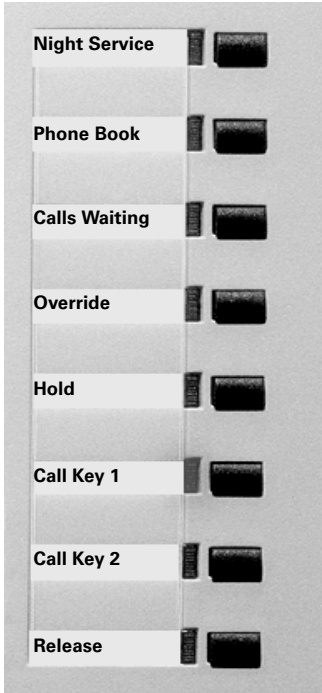 Night Service
Phone Book
Calls Waiting
Override
Hold
Call Key 1
Call Key 2
Release